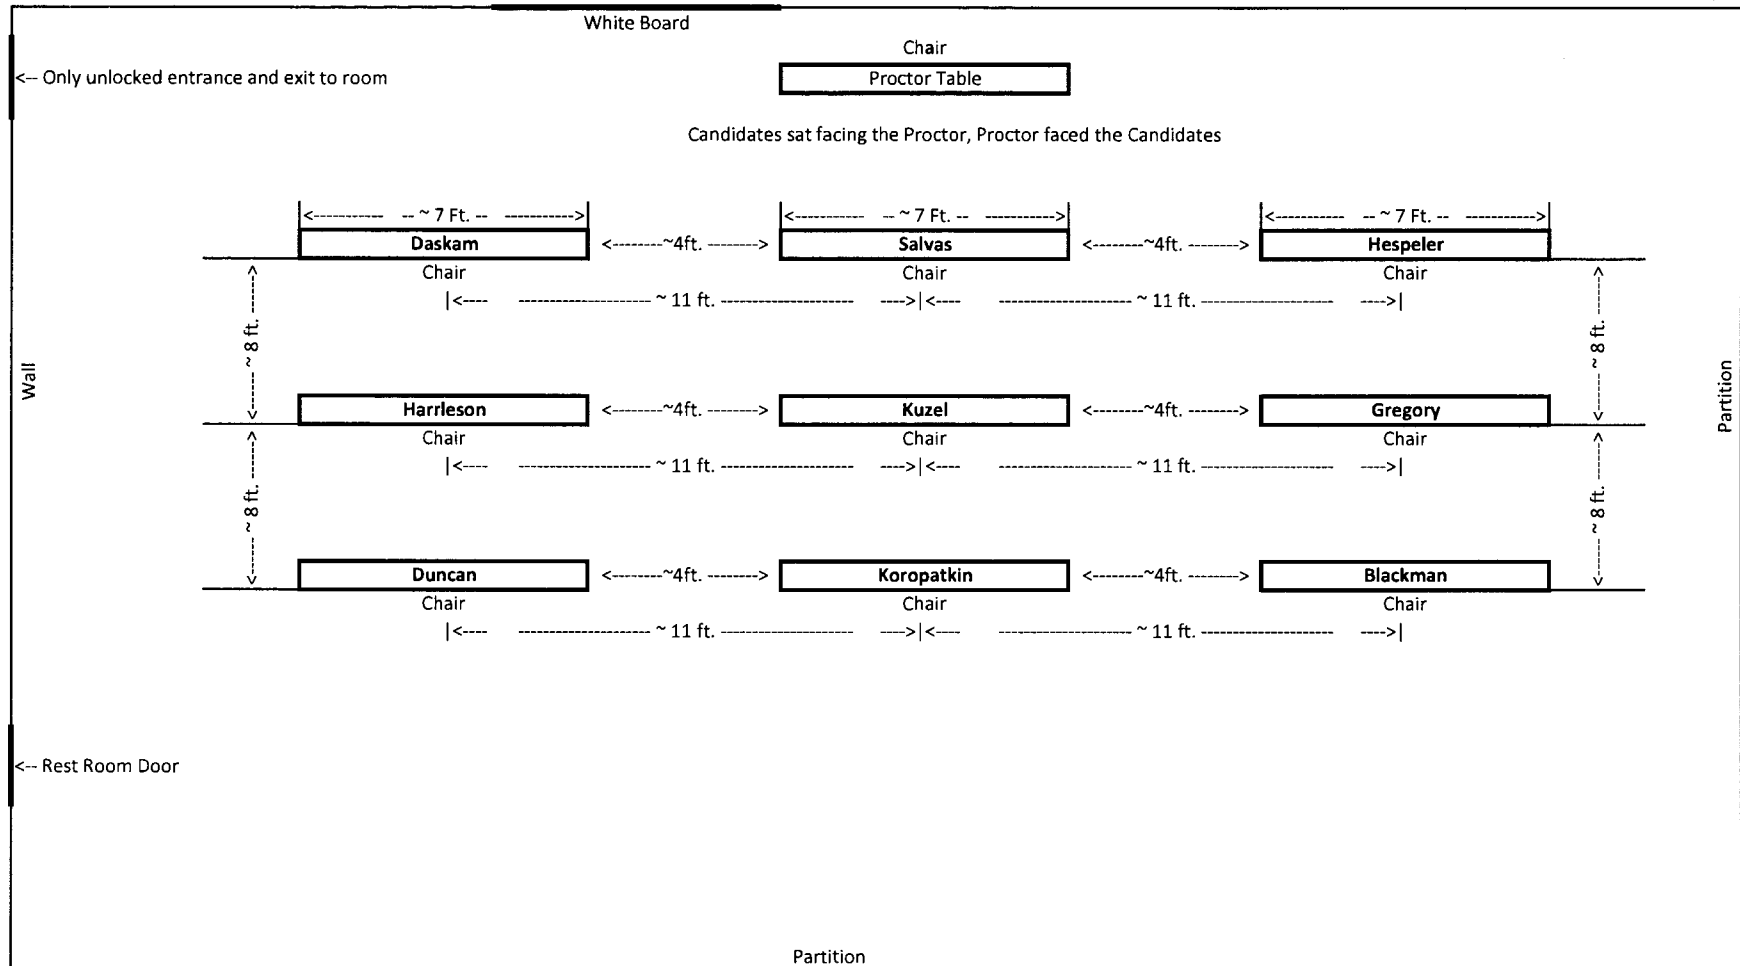 White Board
Chair
<-- Only unlocked entrance and exit to room
Proctor Table
Candidates sat facing the Proctor, Proctor faced the Candidates
<----------- -- ~ 7 Ft. -- ----------->
<----------- -- ~ 7 Ft. -- ----------->
<----------- -- ~ 7 Ft. -- ----------->
Daskam <-------~4ft. -------> Salvas <-------~4ft. -------> Hespeler
Chair Chair Chair
|<---- --------------------- ~ 11 ft. --------------------- ---->|<---- --------------------- ~ 11 ft. --------------------- ---->|
~ 8 ft.
~ 8 ft.
Wall
Partition
Harrleson <-------~4ft. -------> Kuzel <-------~4ft. -------> Gregory
Chair Chair Chair
|<---- --------------------- ~ 11 ft. --------------------- ---->|<---- --------------------- ~ 11 ft. --------------------- ---->|
~ 8 ft.
~ 8 ft.
Duncan <-------~4ft. -------> Koropatkin <-------~4ft. -------> Blackman
Chair Chair Chair
|<---- --------------------- ~ 11 ft. --------------------- ---->|<---- --------------------- ~ 11 ft. --------------------- ---->|
<-- Rest Room Door
Partition